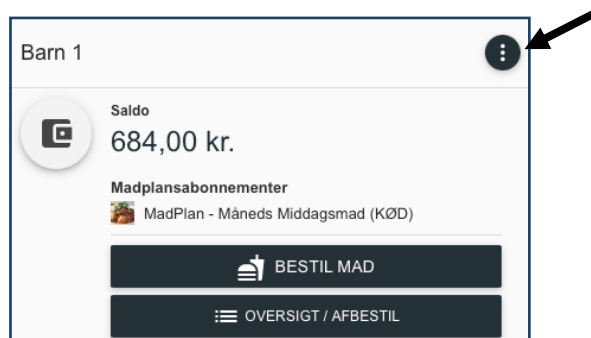 Barn 1
Saldo
684,00 kr.
Madplansabonnementer
MadPlan - Måneds Middagsmad (KØD)
BESTIL MAD
OVERSIGT / AFBESTIL